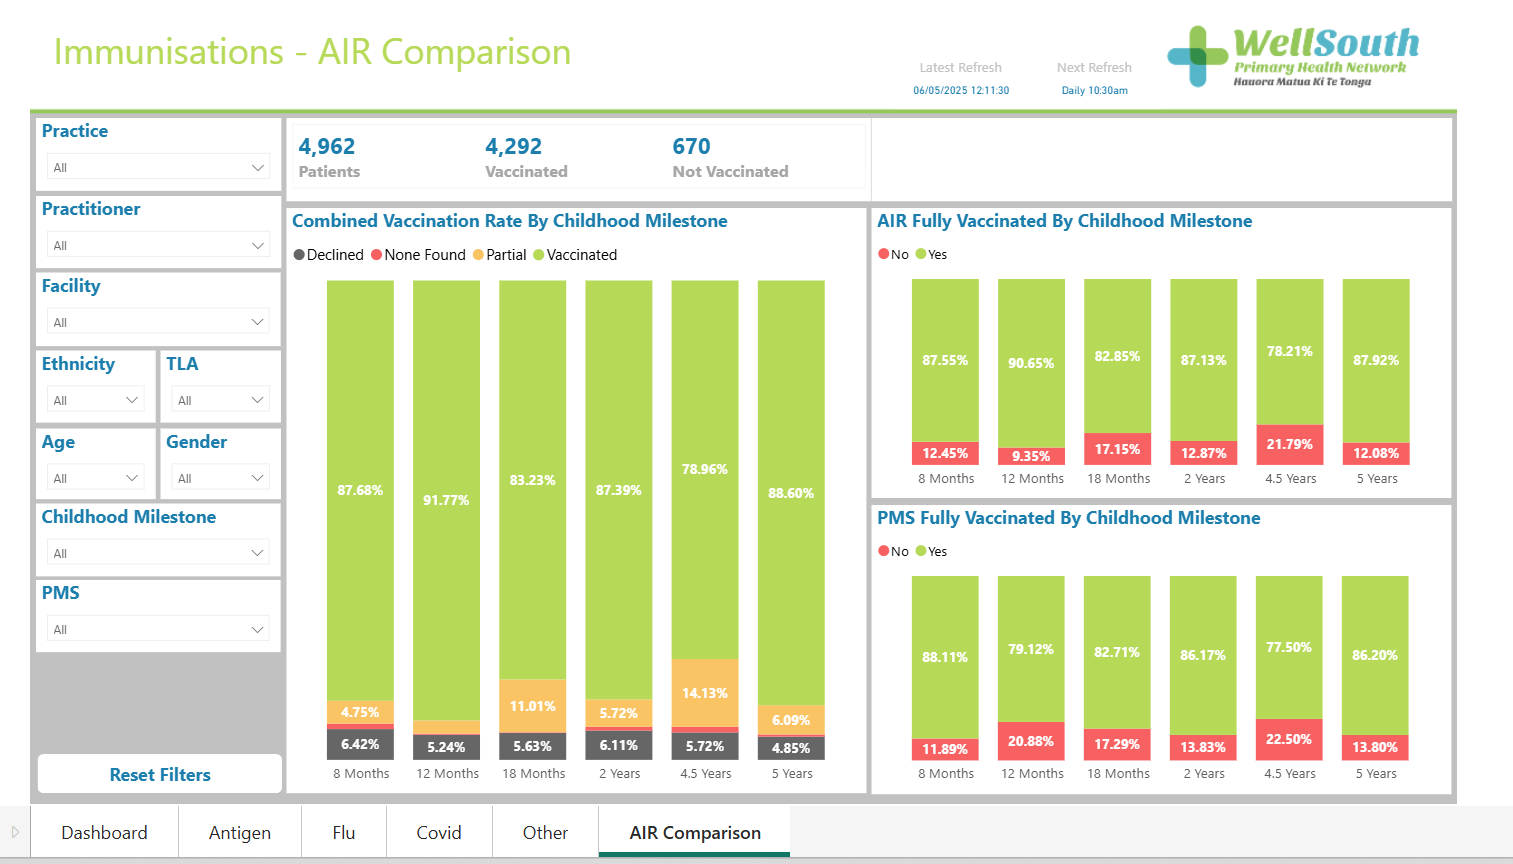 Immunisations - AIR Comparison
Latest Refresh
06/05/2025 12:11:30
Next Refresh
Daily 10:30am
WellSouth
Primary Health Network
Hauora Matua Ki Te Tonga
Practice
All
Practitioner
All
Facility
All
Ethnicity
All
TLA
All
Age
All
Gender
All
Childhood Milestone
All
PMS
All
Reset Filters
4,962
Patients
4,292
Vaccinated
670
Not Vaccinated
Combined Vaccination Rate By Childhood Milestone
Declined None Found Partial Vaccinated
87.68% 91.77% 83.23% 87.39% 78.96% 88.60%
4.75% 11.01% 5.72% 14.13% 6.09%
6.42% 5.24% 5.63% 6.11% 5.72% 4.85%
8 Months 12 Months 18 Months 2 Years 4.5 Years 5 Years
AIR Fully Vaccinated By Childhood Milestone
No Yes
87.55% 90.65% 82.85% 87.13% 78.21% 87.92%
12.45% 9.35% 17.15% 12.87% 21.79% 12.08%
8 Months 12 Months 18 Months 2 Years 4.5 Years 5 Years
PMS Fully Vaccinated By Childhood Milestone
No Yes
88.11% 79.12% 82.71% 86.17% 77.50% 86.20%
11.89% 20.88% 17.29% 13.83% 22.50% 13.80%
8 Months 12 Months 18 Months 2 Years 4.5 Years 5 Years
Dashboard Antigen Flu Covid Other AIR Comparison